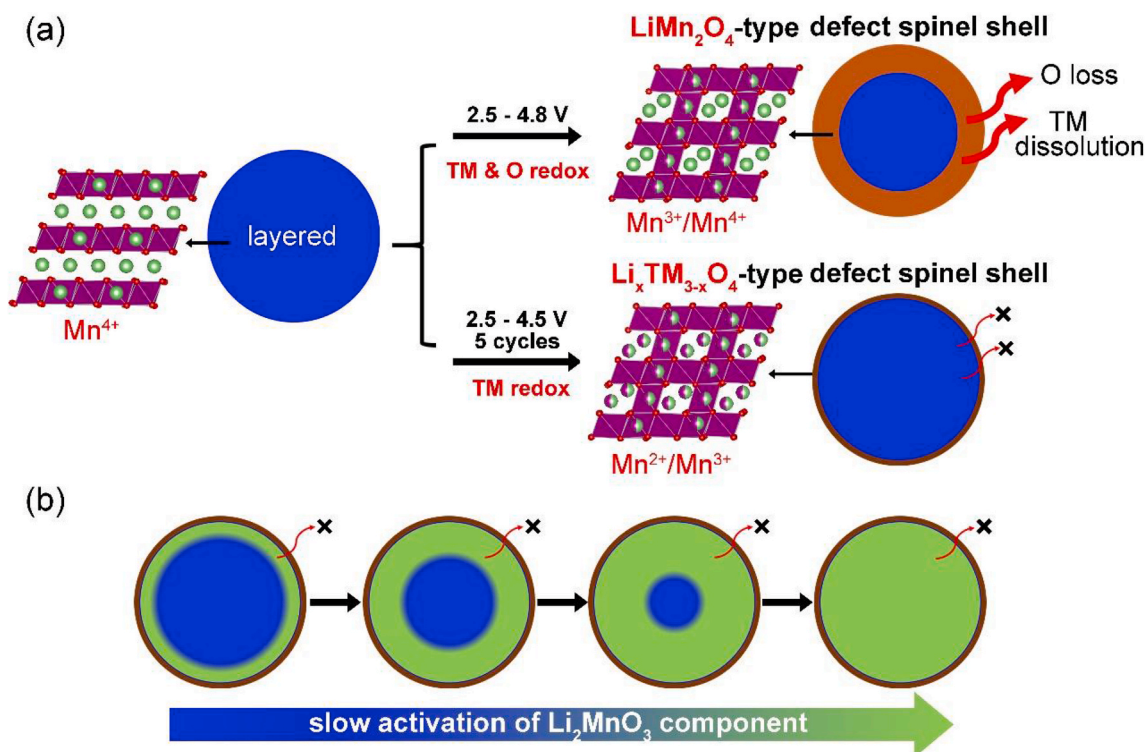 (a)
LiMn₂O₄-type defect spinel shell
2.5 - 4.8 V
TM & O redox
O loss
TM
dissolution
Mn³⁺/Mn⁴⁺
layered
Mn⁴⁺
LiₓTM₃₋ₓO₄-type defect spinel shell
2.5 - 4.5 V
5 cycles
TM redox
Mn²⁺/Mn³⁺
(b)
slow activation of Li₂MnO₃ component